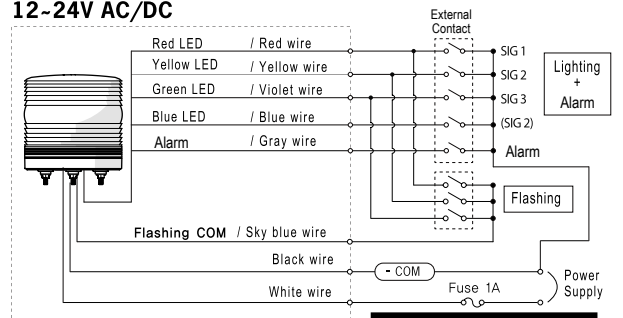 12~24V AC/DC
External
Contact
Red LED / Red wire
SIG 1
Yellow LED / Yellow wire
SIG 2
Green LED / Violet wire
SIG 3
Blue LED / Blue wire
(SIG 2)
Alarm / Gray wire
Alarm
Lighting
+
Alarm
Flashing
Flashing COM / Sky blue wire
Black wire
- COM
White wire
Fuse 1A
Power
Supply